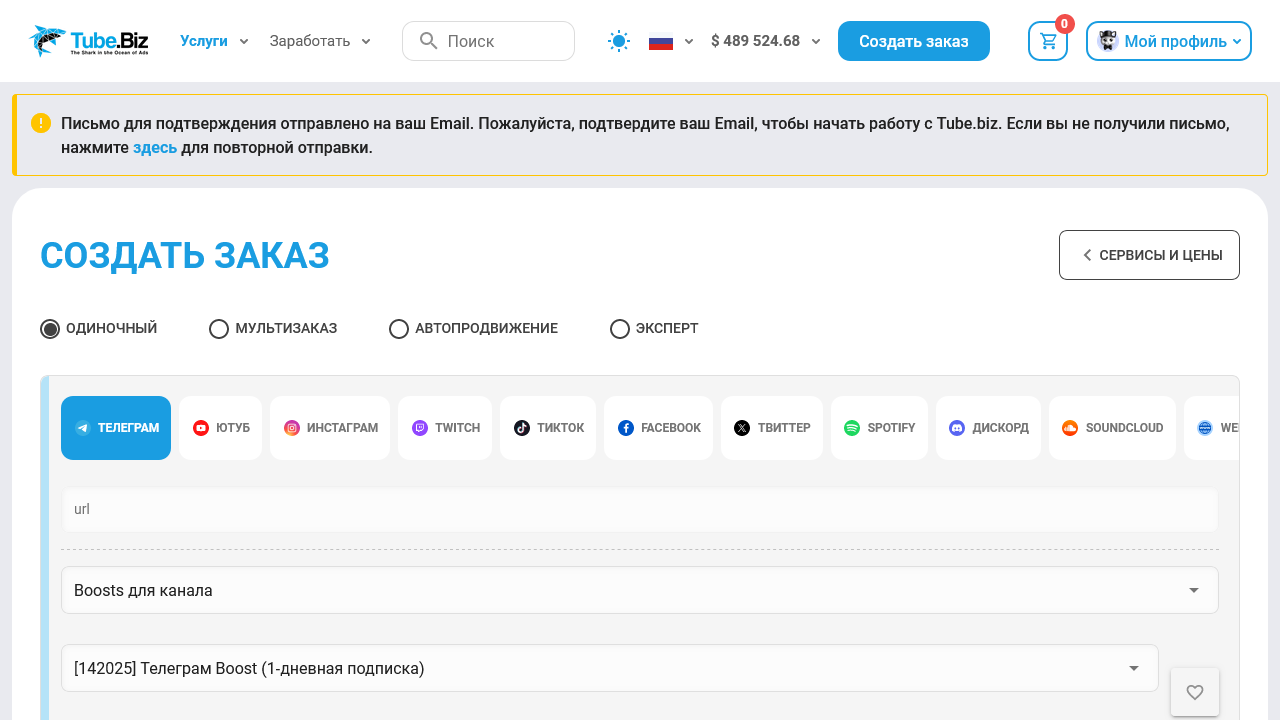 Tube.Biz
The Shark in the Ocean of Ads
Услуги
Заработать
Поиск
$ 489 524.68
Создать заказ
0
Мой профиль
Письмо для подтверждения отправлено на ваш Email. Пожалуйста, подтвердите ваш Email, чтобы начать работу с Tube.biz. Если вы не получили письмо,
нажмите здесь для повторной отправки.
СОЗДАТЬ ЗАКАЗ
СЕРВИСЫ И ЦЕНЫ
ОДИНОЧНЫЙ
МУЛЬТИЗАКАЗ
АВТОПРОДВИЖЕНИЕ
ЭКСПЕРТ
ТЕЛЕГРАМ
ЮТУБ
ИНСТАГРАМ
TWITCH
ТИКТОК
FACEBOOK
ТВИТТЕР
SPOTIFY
ДИСКОРД
SOUNDCLOUD
url
Boosts для канала
[142025] Телеграм Boost (1-дневная подписка)